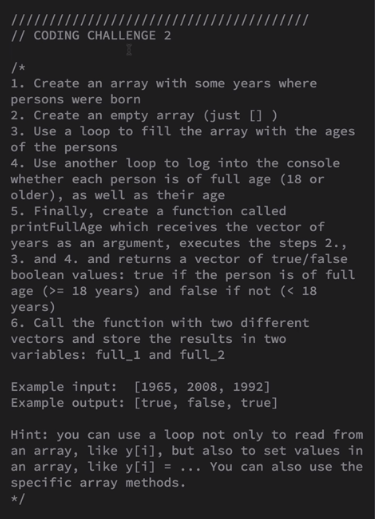 ////////////////////////////////////////
// CODING CHALLENGE 2
/*
1. Create an array with some years where
persons were born
2. Create an empty array (just [] )
3. Use a loop to fill the array with the ages
of the persons
4. Use another loop to log into the console
whether each person is of full age (18 or
older), as well as their age
5. Finally, create a function called
printFullAge which receives the vector of
years as an argument, executes the steps 2.,
3. and 4. and returns a vector of true/false
boolean values: true if the person is of full
age (>= 18 years) and false if not (< 18
years)
6. Call the function with two different
vectors and store the results in two
variables: full_1 and full_2
Example input:  [1965, 2008, 1992]
Example output: [true, false, true]
Hint: you can use a loop not only to read from
an array, like y[i], but also to set values in
an array, like y[i] = ... You can also use the
specific array methods.
*/